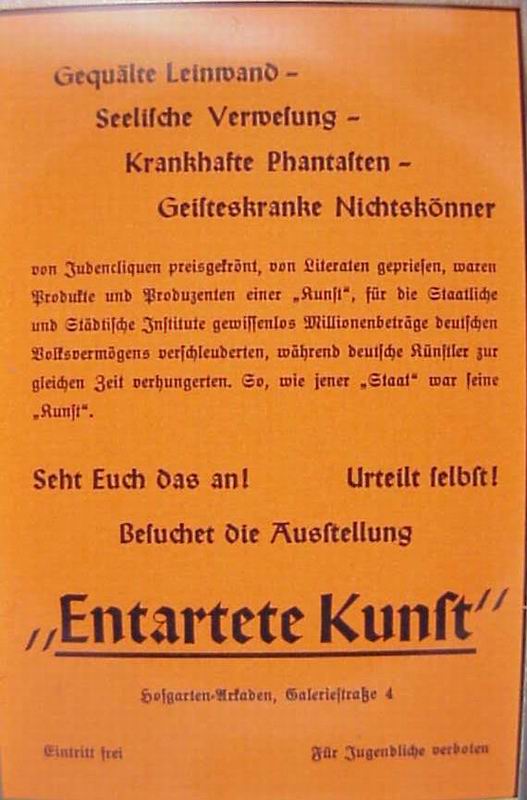 Gequälte Leinwand –
Seelische Verwesung –
Krankhafte Phantasten –
Geisteskranke Nichtskönner
von Judencliquen preisgekrönt, von Literaten gepriesen, waren
Produkte und Produzenten einer „Kunst“, für die Staatliche
und Städtische Institute gewissenlos Millionenbeträge deutschen
Volksvermögens verschleuderten, während deutsche Künstler zur
gleichen Zeit verhungerten. So, wie jener „Staat“ war seine
„Kunst“.
Seht Euch das an! Urteilt selbst!
Besuchet die Ausstellung
„Entartete Kunst“
Hofgarten-Arkaden, Galeriestraße 4
Eintritt frei Für Jugendliche verboten